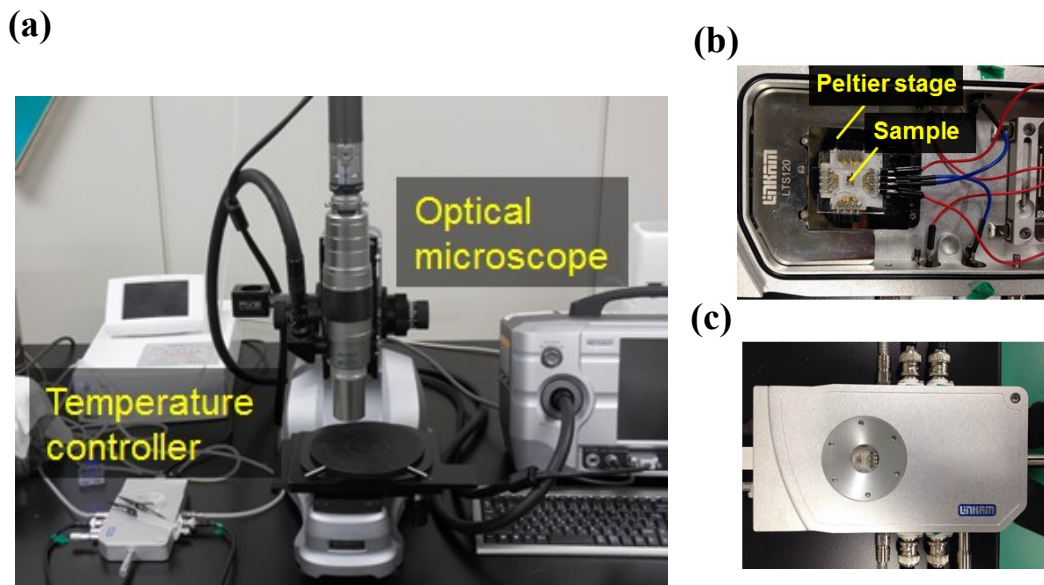 (a)
Optical
microscope
Temperature
controller
(b)
Peltier stage
Sample
LINKAM
LTS120
(c)
LINKAM